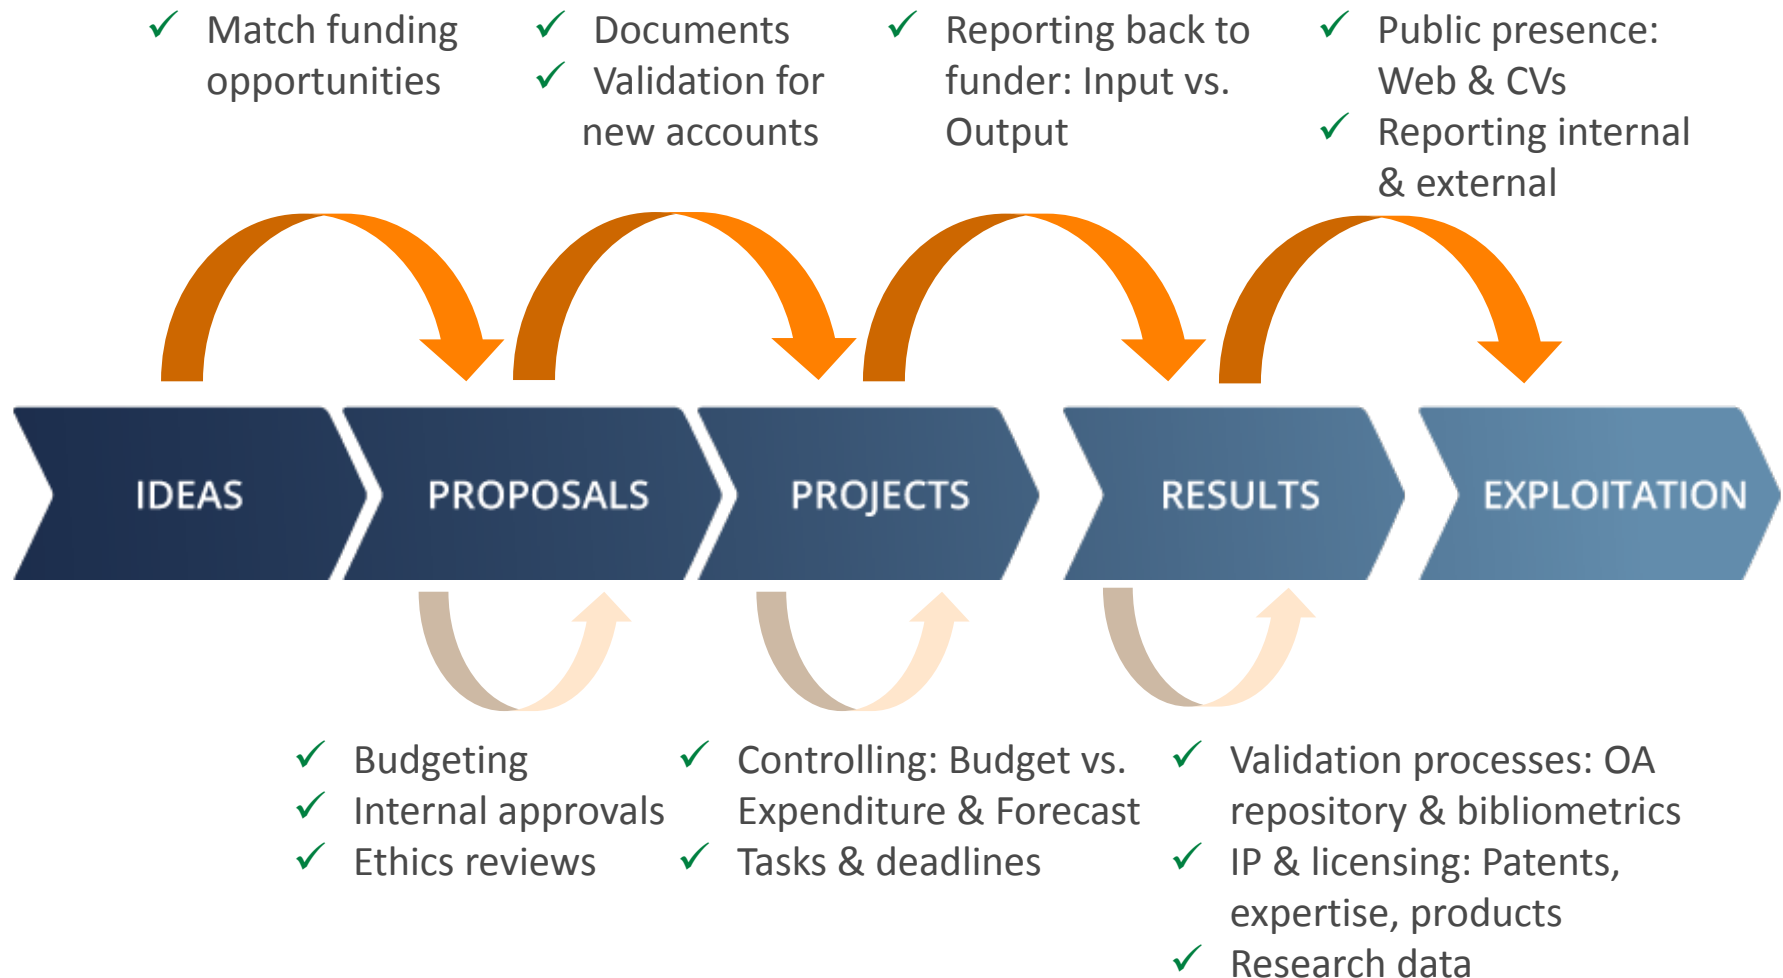 Match funding
opportunities
Documents
Validation for
new accounts
Reporting back to
funder: Input vs.
Output
Public presence:
Web & CVs
Reporting internal
& external
IDEAS
PROPOSALS
PROJECTS
RESULTS
EXPLOITATION
Budgeting
Internal approvals
Ethics reviews
Controlling: Budget vs.
Expenditure & Forecast
Tasks & deadlines
Validation processes: OA
repository & bibliometrics
IP & licensing: Patents,
expertise, products
Research data